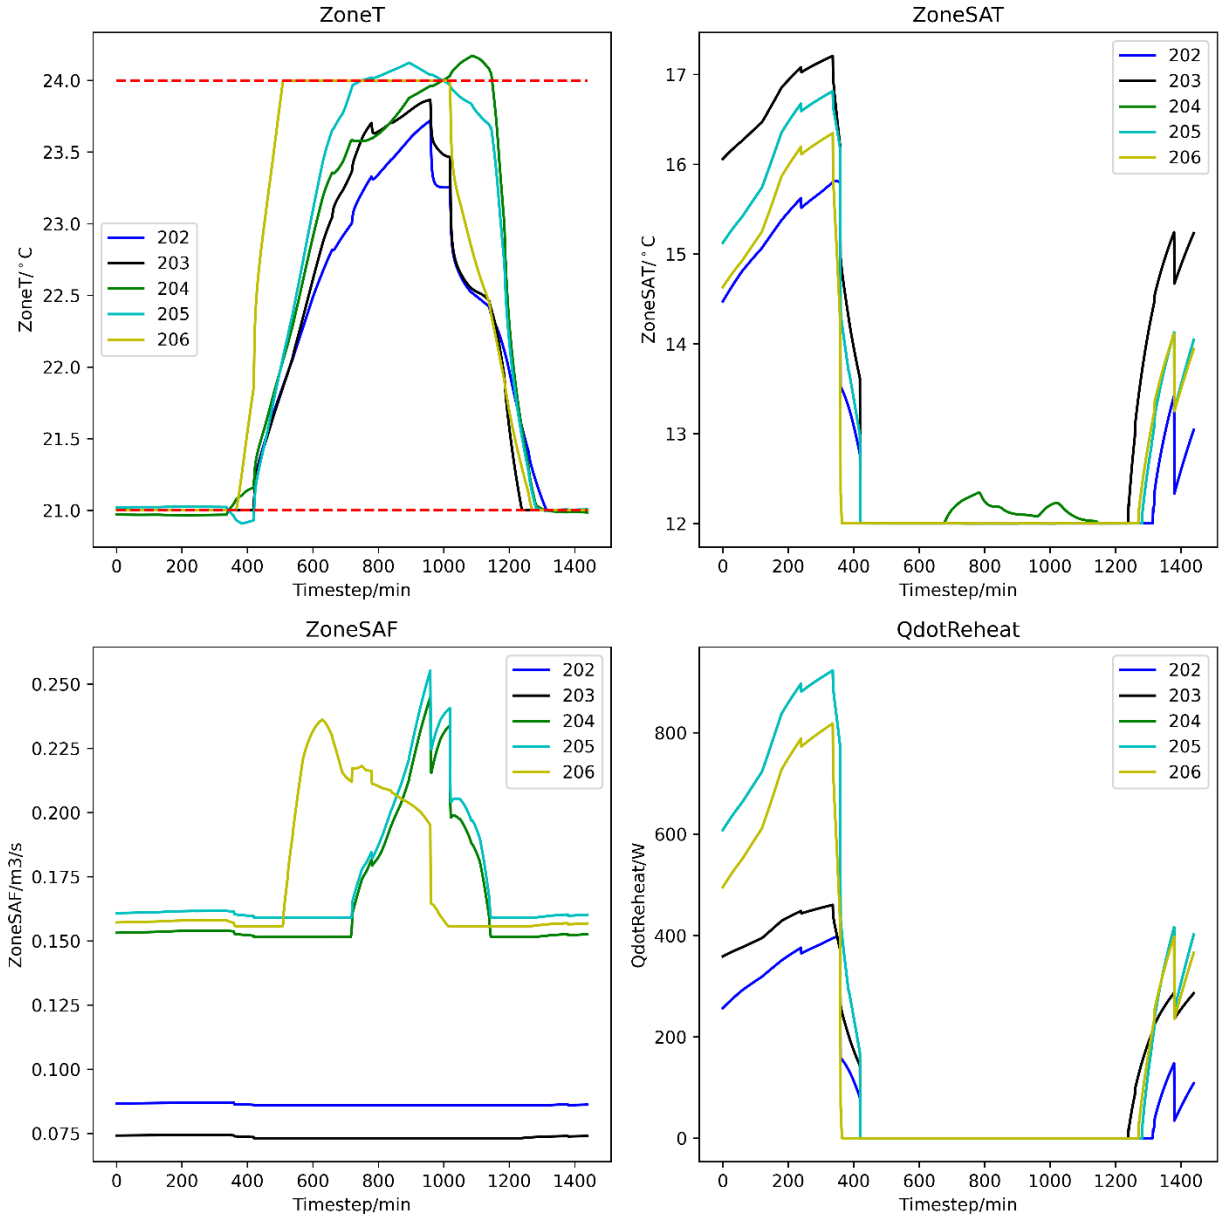 ZoneT
24.0
23.5
23.0
22.5
22.0
21.5
21.0
ZoneT/°C
202
203
204
205
206
0 200 400 600 800 1000 1200 1400
Timestep/min
ZoneSAT
17
16
15
14
13
12
ZoneSAT/°C
202
203
204
205
206
0 200 400 600 800 1000 1200 1400
Timestep/min
ZoneSAF
0.250
0.225
0.200
0.175
0.150
0.125
0.100
0.075
ZoneSAF/m3/s
202
203
204
205
206
0 200 400 600 800 1000 1200 1400
Timestep/min
QdotReheat
800
600
400
200
0
QdotReheat/W
202
203
204
205
206
0 200 400 600 800 1000 1200 1400
Timestep/min